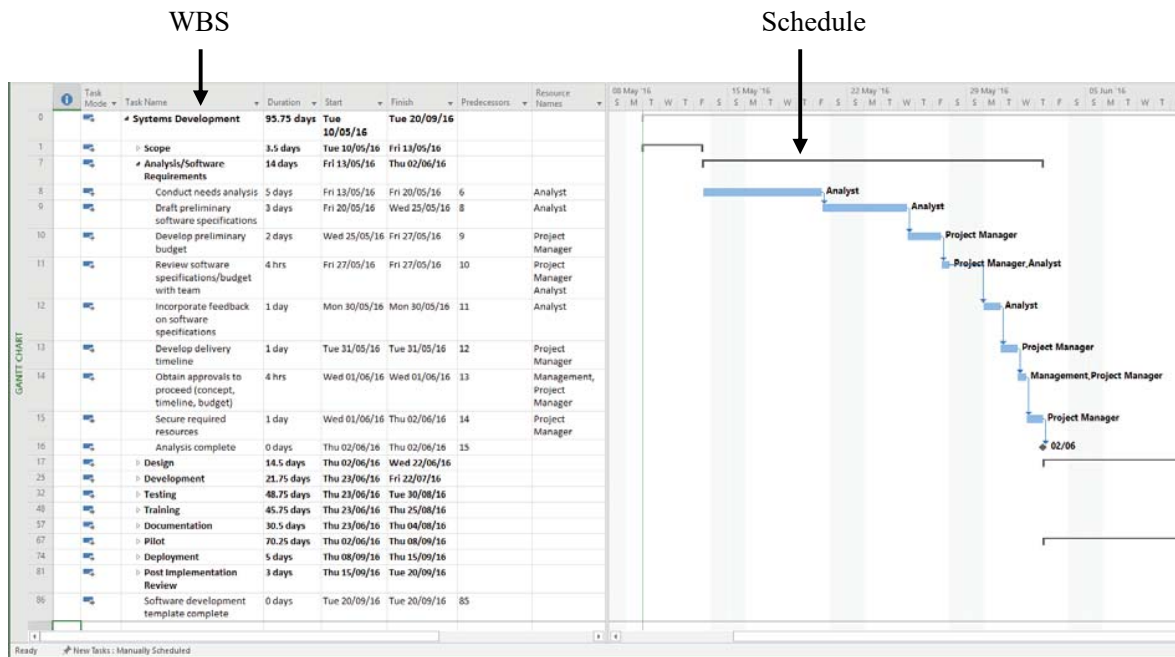 WBS
Schedule
Task Mode Task Name Duration Start Finish Predecessors Resource Names
08 May '16 15 May '16 22 May '16 29 May '16 05 Jun '16
S M T W T F S S M T W T F S S M T W T F S S M T W T F S S M T W T
0 Systems Development 95.75 days Tue 10/05/16 Tue 20/09/16
1 Scope 3.5 days Tue 10/05/16 Fri 13/05/16
7 Analysis/Software Requirements 14 days Fri 13/05/16 Thu 02/06/16
8 Conduct needs analysis 5 days Fri 13/05/16 Fri 20/05/16 6 Analyst Analyst
9 Draft preliminary software specifications 3 days Fri 20/05/16 Wed 25/05/16 8 Analyst Analyst
10 Develop preliminary budget 2 days Wed 25/05/16 Fri 27/05/16 9 Project Manager Project Manager
11 Review software specifications/budget with team 4 hrs Fri 27/05/16 Fri 27/05/16 10 Project Manager Analyst Project Manager,Analyst
12 Incorporate feedback on software specifications 1 day Mon 30/05/16 Mon 30/05/16 11 Analyst Analyst
13 Develop delivery timeline 1 day Tue 31/05/16 Tue 31/05/16 12 Project Manager Project Manager
14 Obtain approvals to proceed (concept, timeline, budget) 4 hrs Wed 01/06/16 Wed 01/06/16 13 Management, Project Manager Management,Project Manager
15 Secure required resources 1 day Wed 01/06/16 Thu 02/06/16 14 Project Manager Project Manager
16 Analysis complete 0 days Thu 02/06/16 Thu 02/06/16 15 02/06
17 Design 14.5 days Thu 02/06/16 Wed 22/06/16
25 Development 21.75 days Thu 23/06/16 Fri 22/07/16
32 Testing 48.75 days Thu 23/06/16 Tue 30/08/16
48 Training 45.75 days Thu 23/06/16 Thu 25/08/16
57 Documentation 30.5 days Thu 23/06/16 Thu 04/08/16
67 Pilot 70.25 days Thu 02/06/16 Thu 08/09/16
74 Deployment 5 days Thu 08/09/16 Thu 15/09/16
81 Post Implementation Review 3 days Thu 15/09/16 Tue 20/09/16
86 Software development template complete 0 days Tue 20/09/16 Tue 20/09/16 85
GANTT CHART
Ready New Tasks : Manually Scheduled